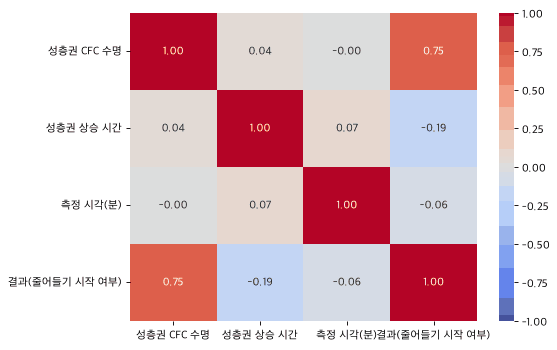 성층권 CFC 수명 1.00 0.04 -0.00 0.75
성층권 상승 시간 0.04 1.00 0.07 -0.19
측정 시각(분) -0.00 0.07 1.00 -0.06
결과(줄어들기 시작 여부) 0.75 -0.19 -0.06 1.00
성층권 CFC 수명 성층권 상승 시간 측정 시각(분) 결과(줄어들기 시작 여부)
1.00
0.75
0.50
0.25
0.00
-0.25
-0.50
-0.75
-1.00